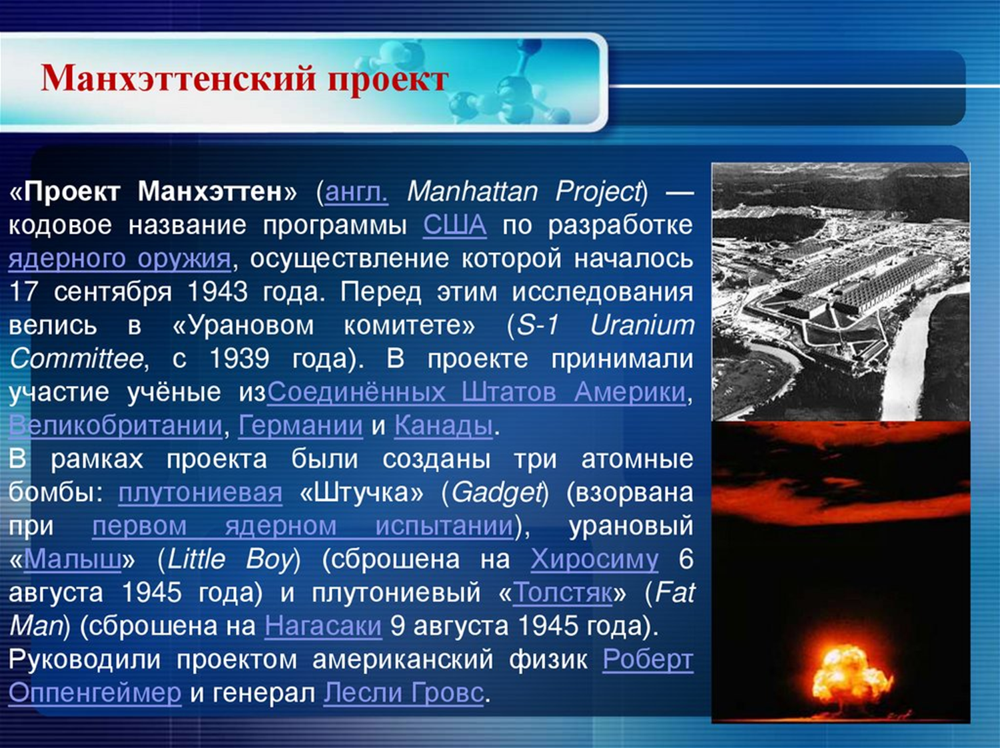 Манхэттенский проект
«Проект Манхэттен» (англ. Manhattan Project) —
кодовое название программы США по разработке
ядерного оружия, осуществление которой началось
17 сентября 1943 года. Перед этим исследования
велись в «Урановом комитете» (S-1 Uranium
Committee, с 1939 года). В проекте принимали
участие учёные изСоединённых Штатов Америки,
Великобритании, Германии и Канады.
В рамках проекта были созданы три атомные
бомбы: плутониевая «Штучка» (Gadget) (взорвана
при первом ядерном испытании), урановый
«Малыш» (Little Boy) (сброшена на Хиросиму 6
августа 1945 года) и плутониевый «Толстяк» (Fat
Man) (сброшена на Нагасаки 9 августа 1945 года).
Руководили проектом американский физик Роберт
Оппенгеймер и генерал Лесли Гровс.